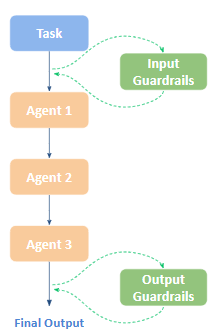 Task
Input
Guardrails
Agent 1
Agent 2
Agent 3
Output
Guardrails
Final Output